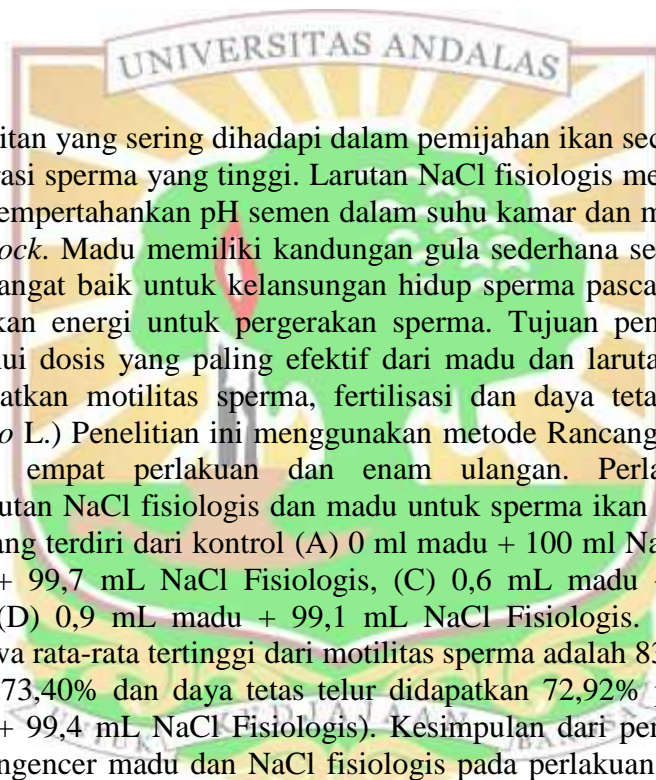 UNIVERSITAS ANDALAS
itan yang sering dihadapi dalam pemijahan ikan sec
rasi sperma yang tinggi. Larutan NaCl fisiologis me
empertahankan pH semen dalam suhu kamar dan m
ock. Madu memiliki kandungan gula sederhana se
angat baik untuk kelansungan hidup sperma pasca
kan energi untuk pergerakan sperma. Tujuan pen
ui dosis yang paling efektif dari madu dan laruta
atkan motilitas sperma, fertilisasi dan daya teta
o L.) Penelitian ini menggunakan metode Rancang
empat perlakuan dan enam ulangan. Perla
utan NaCl fisiologis dan madu untuk sperma ikan
ang terdiri dari kontrol (A) 0 ml madu + 100 ml Na
+ 99,7 mL NaCl Fisiologis, (C) 0,6 mL madu
(D) 0,9 mL madu + 99,1 mL NaCl Fisiologis.
wa rata-rata tertinggi dari motilitas sperma adalah 83
73,40% dan daya tetas telur didapatkan 72,92%
+ 99,4 mL NaCl Fisiologis). Kesimpulan dari per
ngencer madu dan NaCl fisiologis pada perlakuan